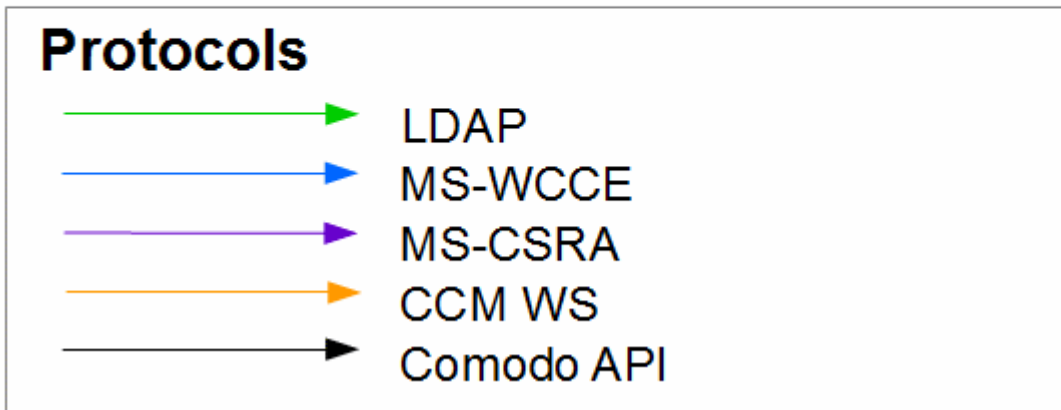 Protocols
LDAP
MS-WCCE
MS-CSRA
CCM WS
Comodo API